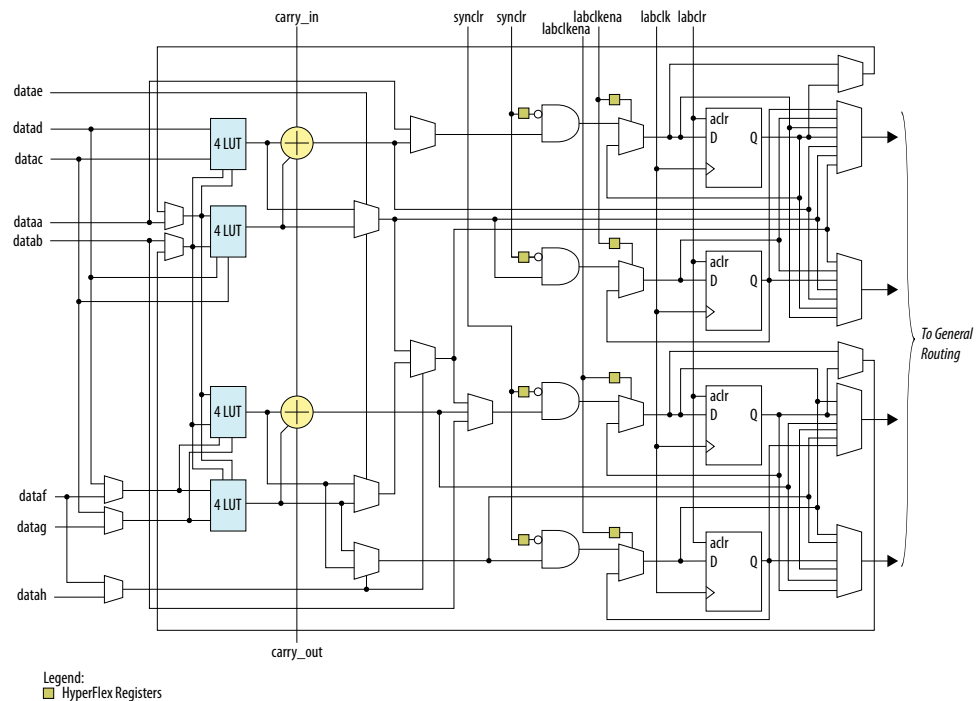 carry_in
synclr
synclr
labclkena
labclkena
labclk
labclr
datae
datad
datac
dataa
datab
4 LUT
4 LUT
aclr
D Q
aclr
D Q
To General
Routing
4 LUT
4 LUT
aclr
D Q
aclr
D Q
dataf
datag
datah
carry_out
Legend:
HyperFlex Registers